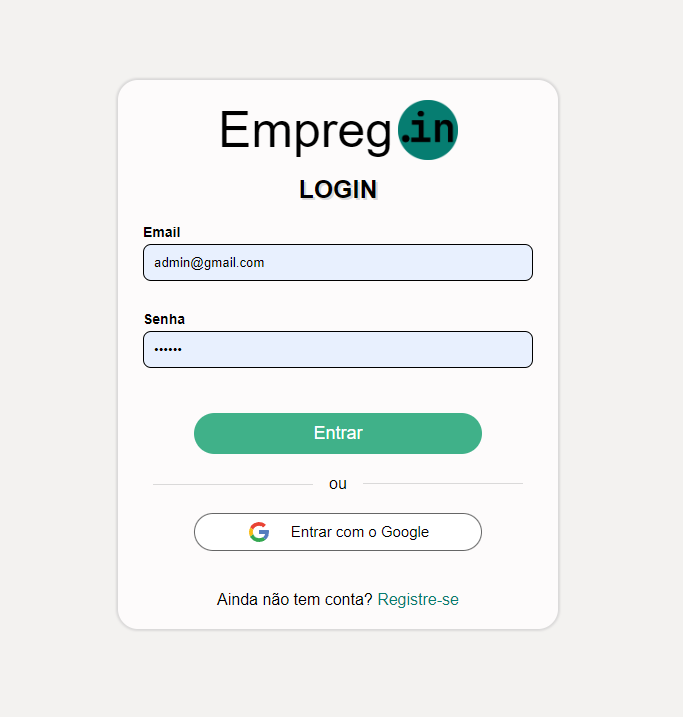 Empreg.in
LOGIN
Email
admin@gmail.com
Senha
••••••
Entrar
ou
Entrar com o Google
Ainda não tem conta? Registre-se